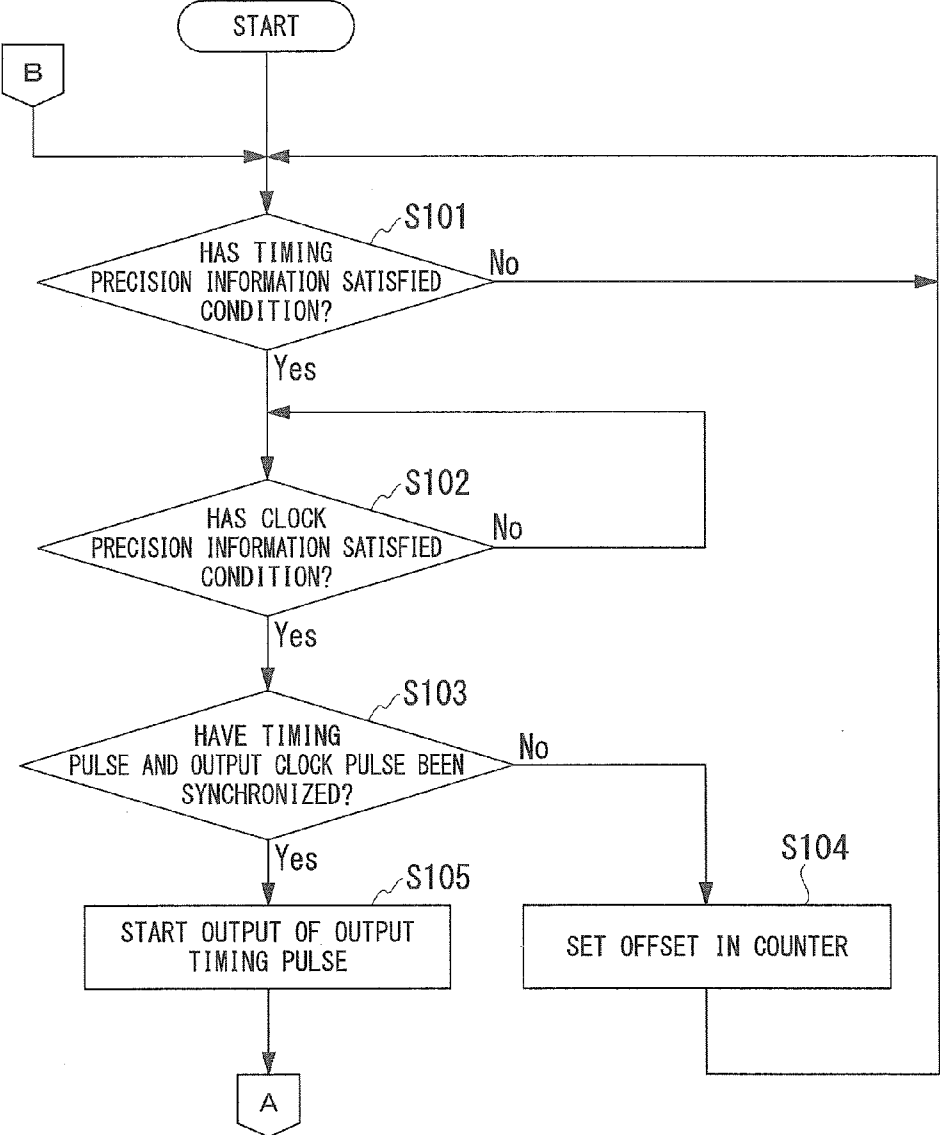 START
B
S101
HAS TIMING
PRECISION INFORMATION SATISFIED
CONDITION?
No
Yes
S102
HAS CLOCK
PRECISION INFORMATION SATISFIED
CONDITION?
No
Yes
S103
HAVE TIMING
PULSE AND OUTPUT CLOCK PULSE BEEN
SYNCHRONIZED?
No
Yes
S105
START OUTPUT OF OUTPUT
TIMING PULSE
S104
SET OFFSET IN COUNTER
A